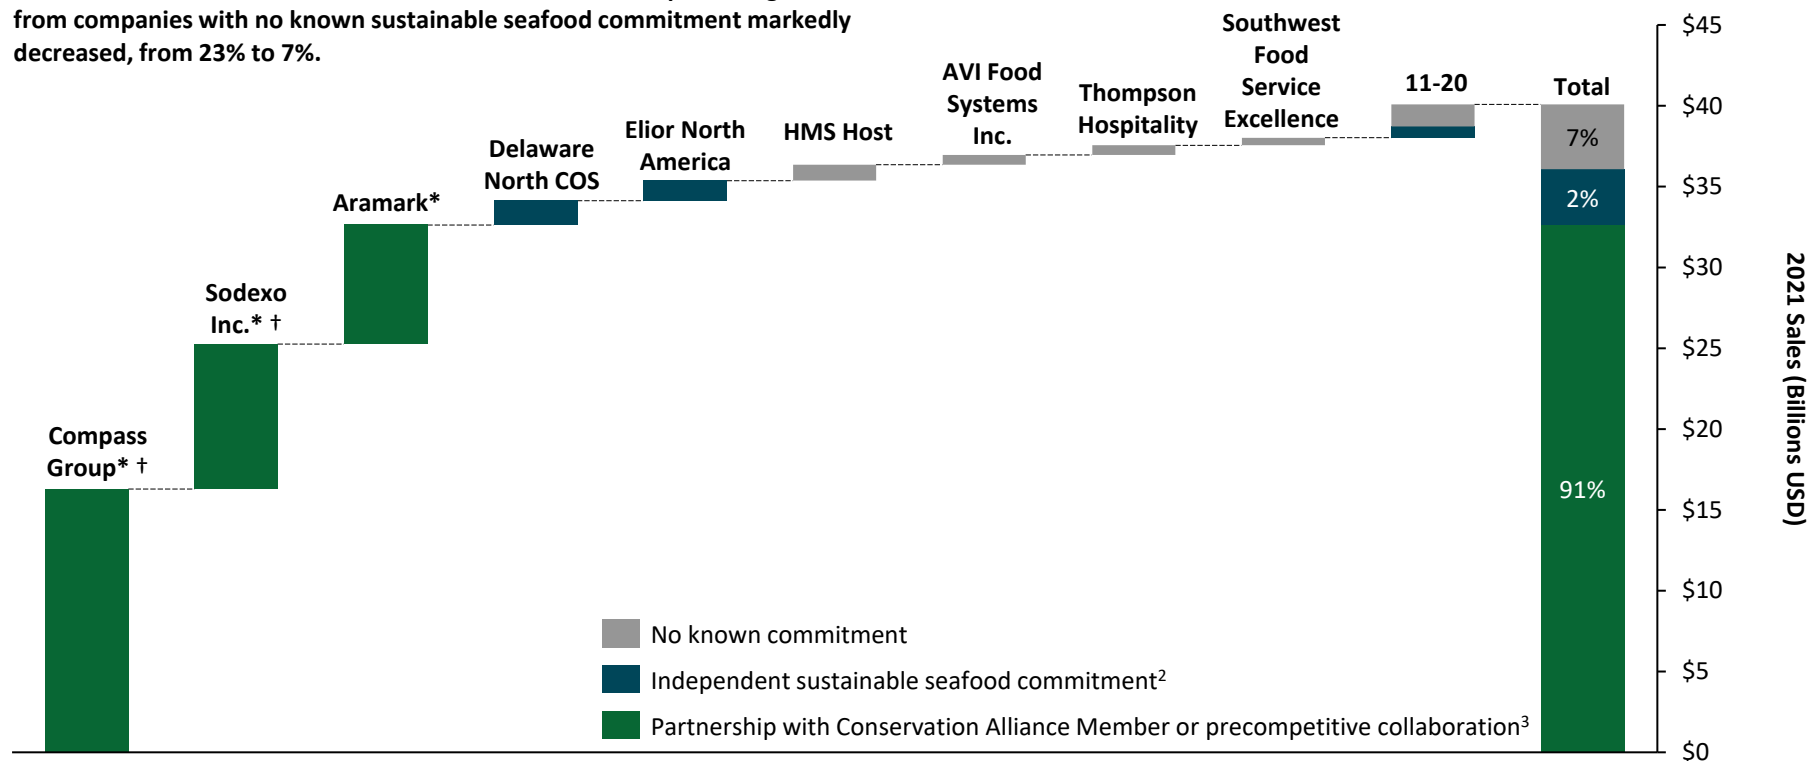 from companies with no known sustainable seafood commitment markedly
decreased, from 23% to 7%.
Compass
Group* †
Sodexo
Inc.* †
Aramark*
Delaware
North COS
Elior North
America
HMS Host
AVI Food
Systems
Inc.
Thompson
Hospitality
Southwest
Food
Service
Excellence
11-20
Total
7%
2%
91%
$45
$40
$35
$30
$25
$20
$15
$10
$5
$0
2021 Sales (Billions USD)
No known commitment
Independent sustainable seafood commitment2
Partnership with Conservation Alliance Member or precompetitive collaboration3